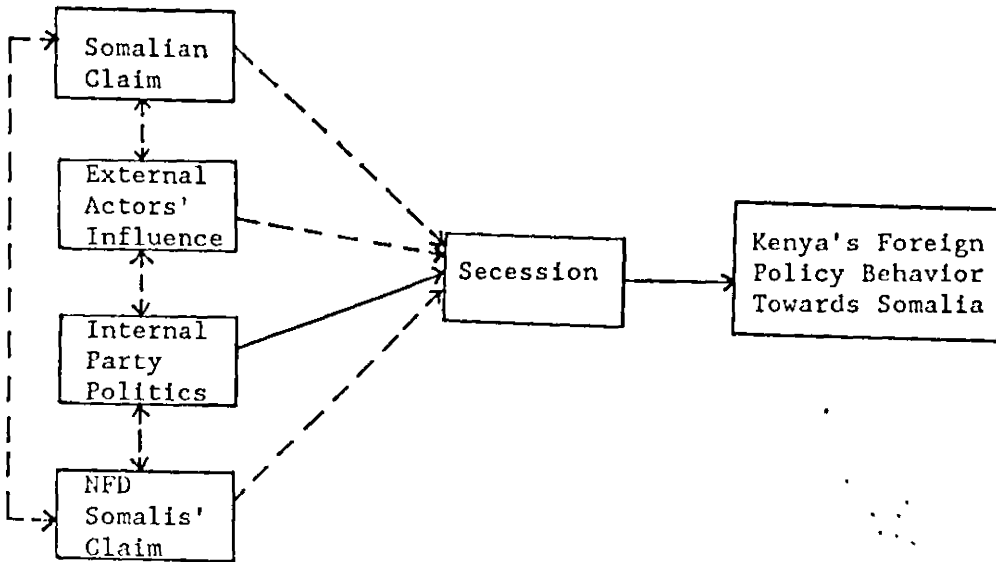 Somalian
Claim
External
Actors'
Influence
Internal
Party
Politics
NFD
Somalis'
Claim
Secession
Kenya's Foreign
Policy Behavior
Towards Somalia